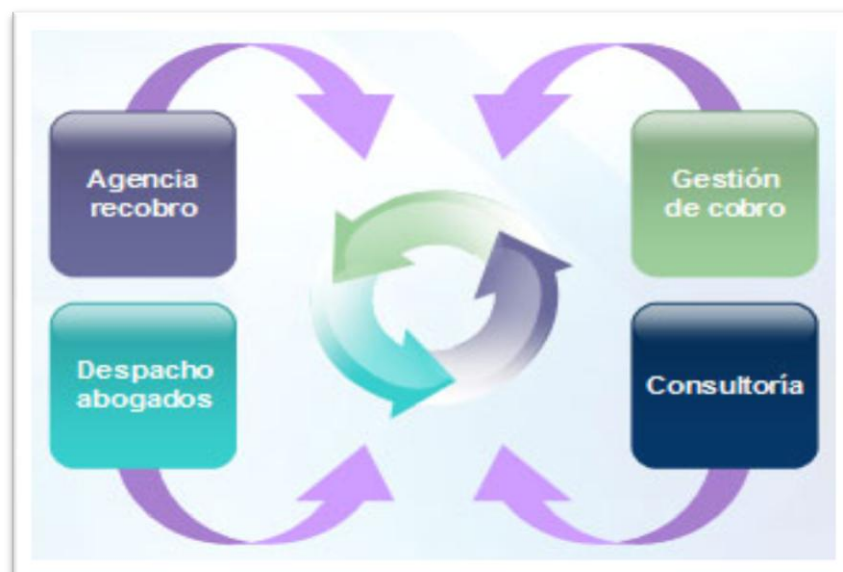 Agencia
recobro
Gestión
de cobro
Despacho
abogados
Consultoría